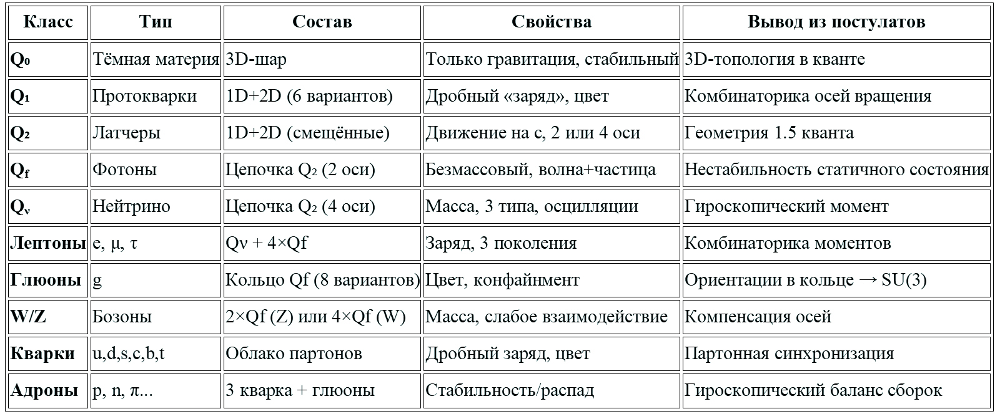 Класс Тип Состав Свойства Вывод из постулатов
Q₀ Тёмная материя 3D-шар Только гравитация, стабильный 3D-топология в кванте
Q₁ Протокварки 1D+2D (6 вариантов) Дробный «заряд», цвет Комбинаторика осей вращения
Q₂ Латчеры 1D+2D (смещённые) Движение на c, 2 или 4 оси Геометрия 1.5 кванта
Qf Фотоны Цепочка Q₂ (2 оси) Безмассовый, волна+частица Нестабильность статичного состояния
Qᵥ Нейтрино Цепочка Q₂ (4 оси) Масса, 3 типа, осцилляции Гироскопический момент
Лептоны e, μ, τ Qν + 4×Qf Заряд, 3 поколения Комбинаторика моментов
Глюоны g Кольцо Qf (8 вариантов) Цвет, конфайнмент Ориентации в кольце → SU(3)
W/Z Бозоны 2×Qf (Z) или 4×Qf (W) Масса, слабое взаимодействие Компенсация осей
Кварки u,d,s,c,b,t Облако партонов Дробный заряд, цвет Партонная синхронизация
Адроны p, n, π... 3 кварка + глюоны Стабильность/распад Гироскопический баланс сборок